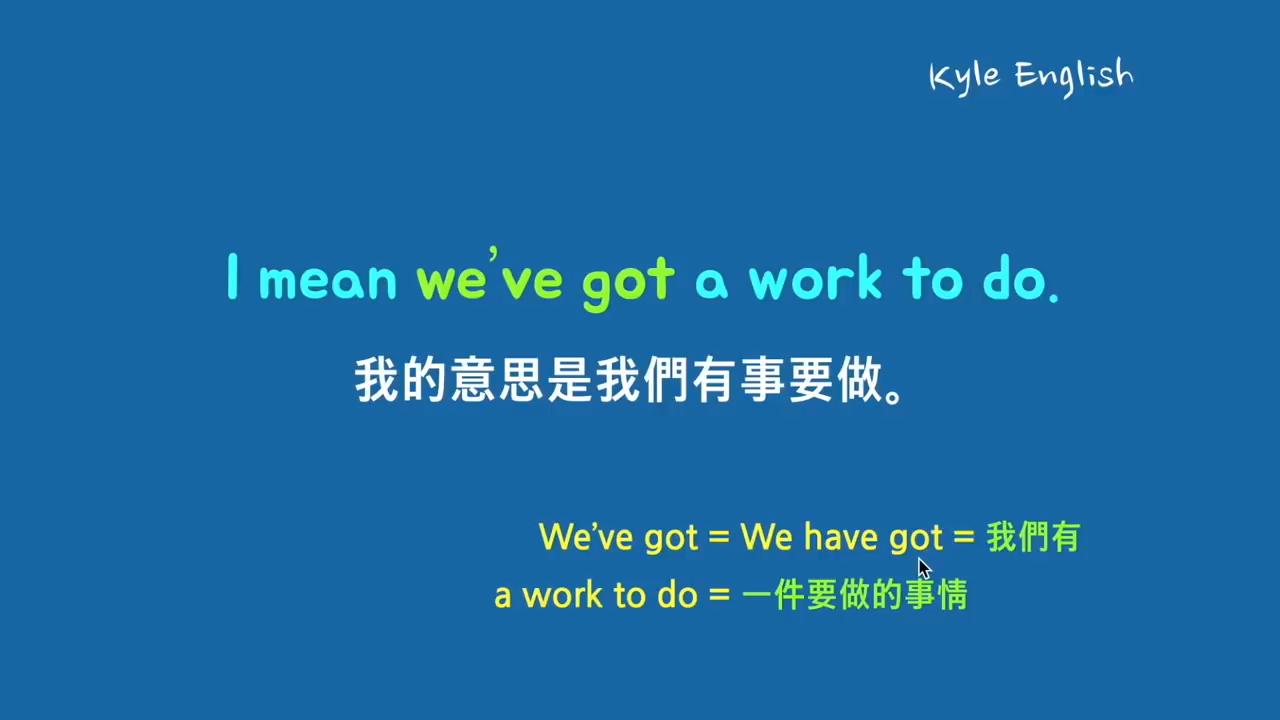 Kyle English
I mean we’ve got a work to do.
我的意思是我們有事要做。
We’ve got = We have got = 我們有
a work to do = 一件要做的事情